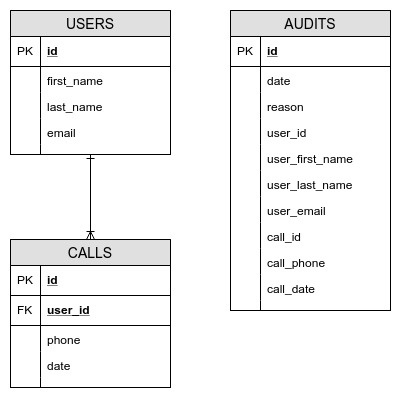 USERS
PK id
first_name
last_name
email
CALLS
PK id
FK user_id
phone
date
AUDITS
PK id
date
reason
user_id
user_first_name
user_last_name
user_email
call_id
call_phone
call_date